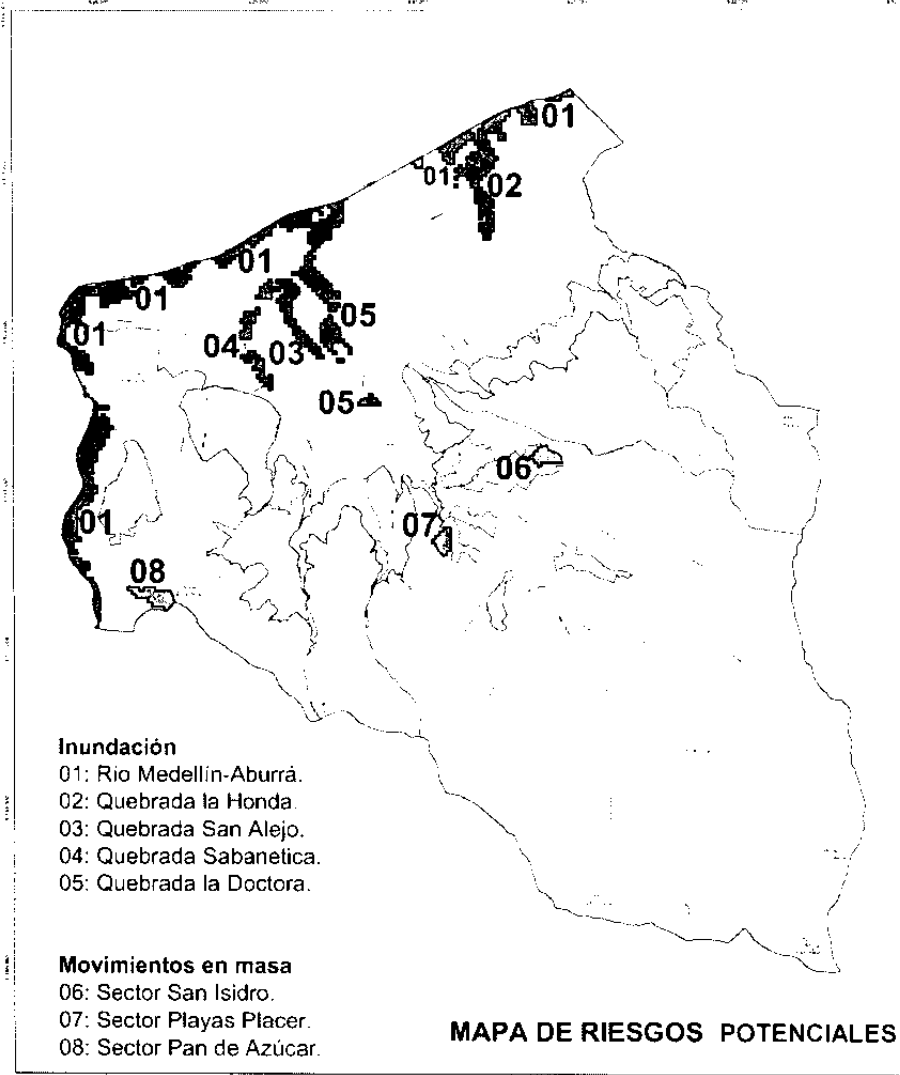 01
01
02
01
01
05
01
04
03
05
06
07
01
08
Inundación
01: Rio Medellín-Aburrá.
02: Quebrada la Honda.
03: Quebrada San Alejo.
04: Quebrada Sabanetica.
05: Quebrada la Doctora.
Movimientos en masa
06: Sector San Isidro.
07: Sector Playas Placer.
08: Sector Pan de Azúcar.
MAPA DE RIESGOS POTENCIALES